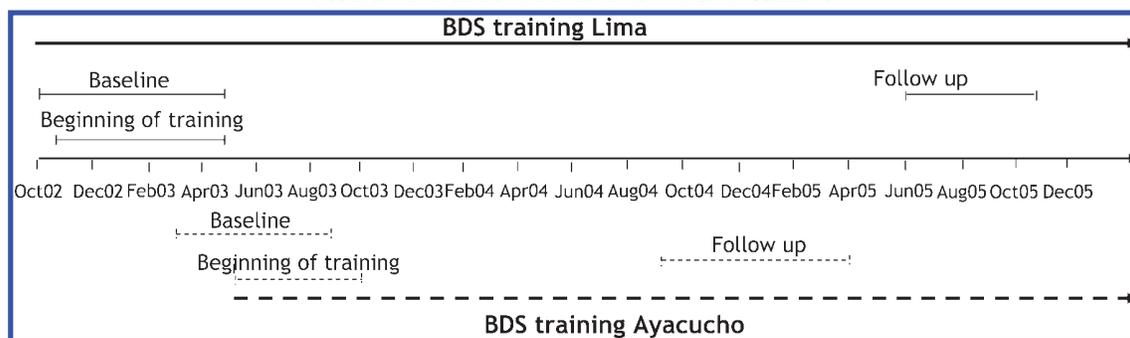 BDS training Lima
Baseline
Follow up
Beginning of training
Oct02 Dec02 Feb03 Apr03 Jun03 Aug03 Oct03 Dec03 Feb04 Apr04 Jun04 Aug04 Oct04 Dec04 Feb05 Apr05 Jun05 Aug05 Oct05 Dec05
Baseline
Follow up
Beginning of training
BDS training Ayacucho